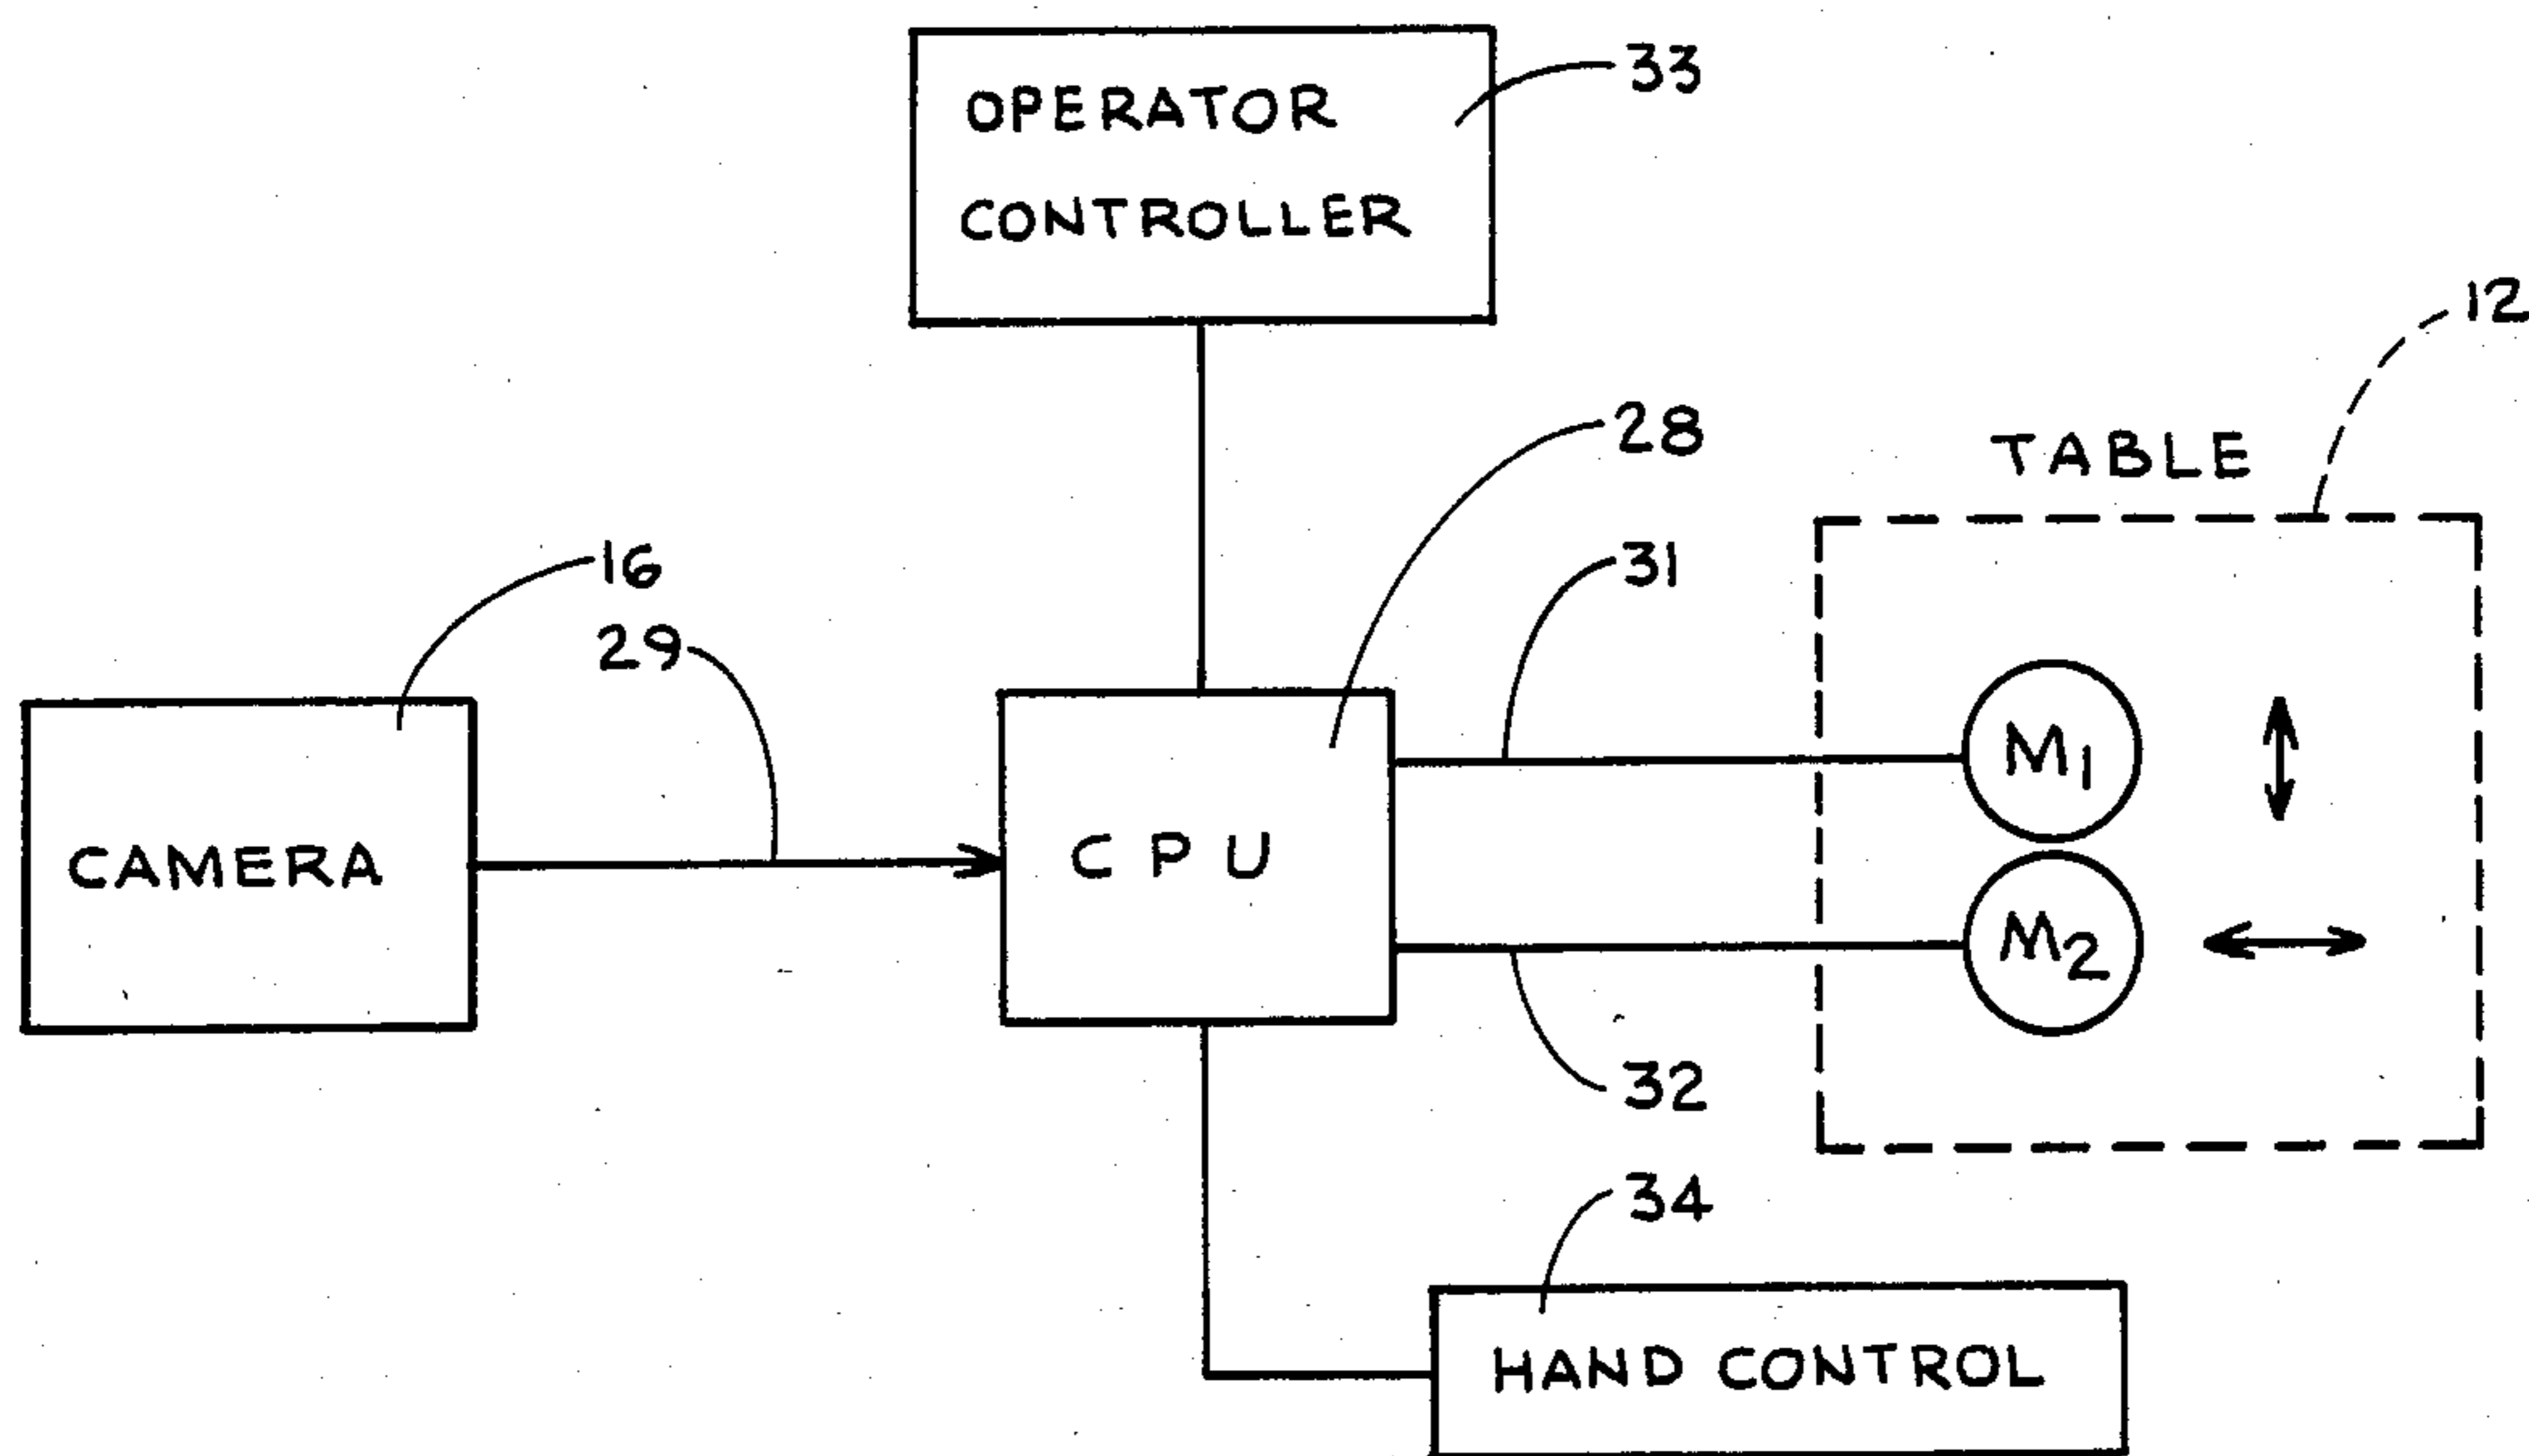 OPERATOR
CONTROLLER
33
12
28
TABLE
16
31
29
M1
CAMERA
CPU
M2
32
34
HAND CONTROL